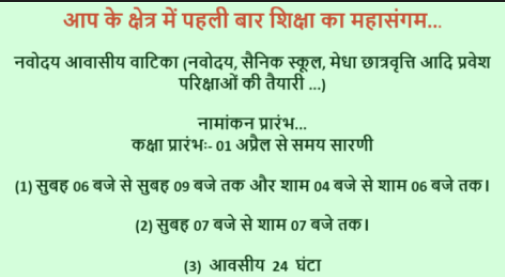 आप के क्षेत्र में पहली बार शिक्षा का महासंगम...
नवोदय आवासीय वाटिका (नवोदय, सैनिक स्कूल, मेधा छात्रवृत्ति आदि प्रवेश
परिक्षाओं की तैयारी ...)
नामांकन प्रारंभ...
कक्षा प्रारंभः- 01 अप्रैल से समय सारणी
(1) सुबह 06 बजे से सुबह 09 बजे तक और शाम 04 बजे से शाम 06 बजे तक।
(2) सुबह 07 बजे से शाम 07 बजे तक।
(3) आवसीय 24 घंटा